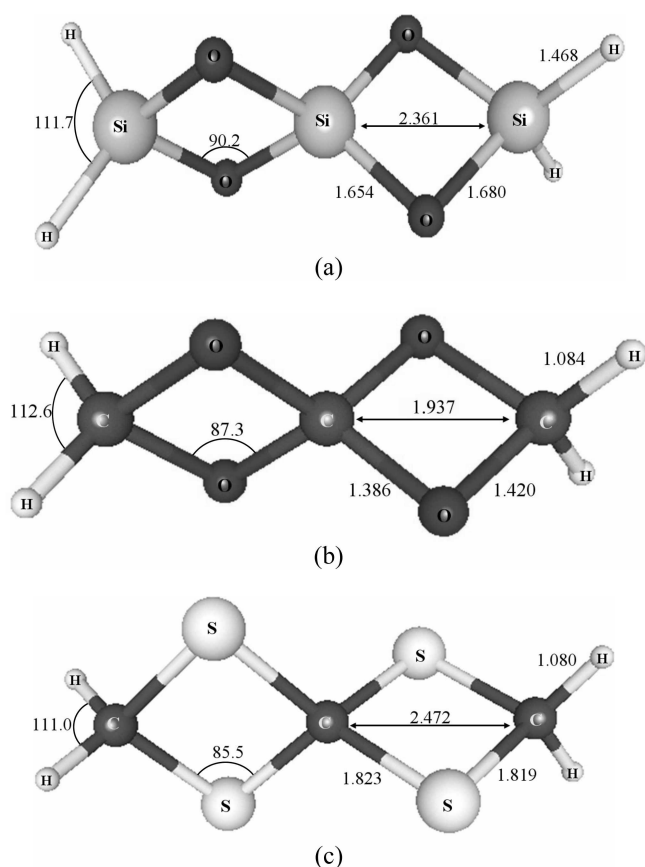 H
O
O
1.468
H
111.7
Si
Si
2.361
Si
90.2
H
O
1.654
1.680
H
O
(a)
H
O
O
1.084
H
112.6
C
C
1.937
C
87.3
H
H
O
1.386
1.420
O
(b)
S
S
1.080
H
H
111.0
C
C
2.472
C
H
85.5
1.823
1.819
H
S
S
(c)